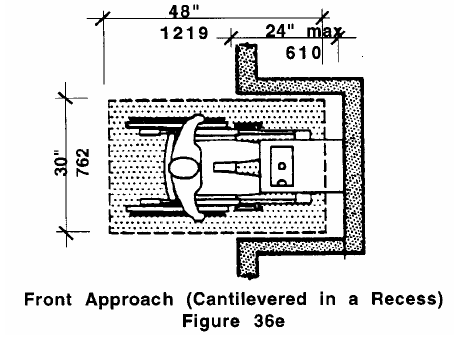 48"
1219
24" max
610
30"
762
Front Approach (Cantilevered in a Recess)
Figure 36e